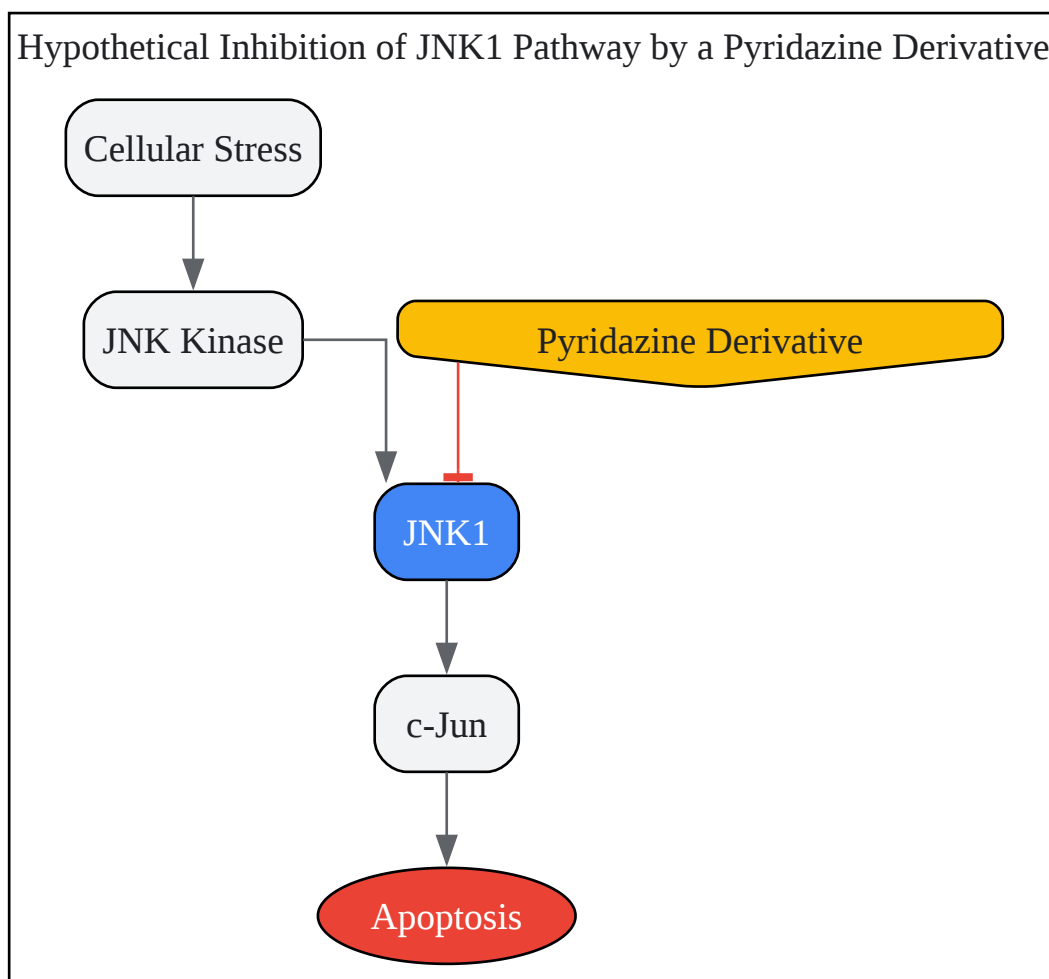 Hypothetical Inhibition of JNK1 Pathway by a Pyridazine Derivative
Cellular Stress
JNK Kinase
Pyridazine Derivative
JNK1
c-Jun
Apoptosis